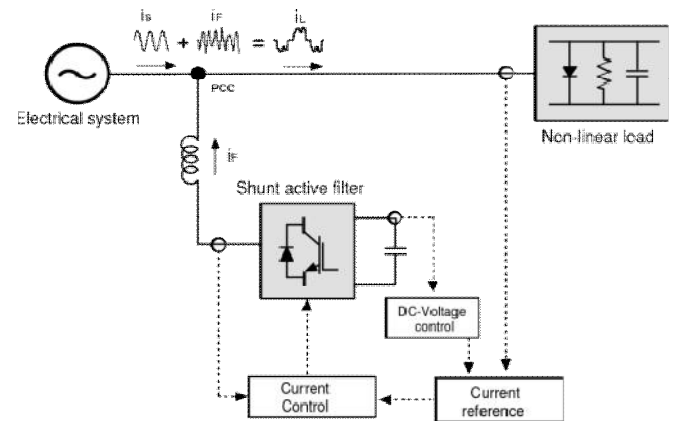 is + iF = iL
PCC
Electrical system
Non-linear load
iF
Shunt active filter
DC-Voltage
control
Current
Control
Current
reference